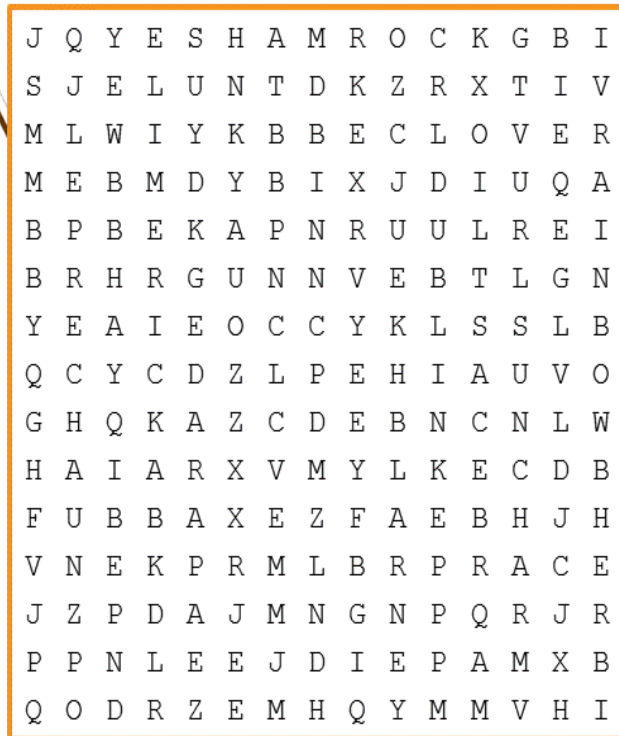 J Q Y E S H A M R O C K G B I
S J E L U N T D K Z R X T I V
M L W I Y K B B E C L O V E R
M E B M D Y B I X J D I U Q A
B P B E K A P N R U U L R E I
B R H R G U N N V E B T L G N
Y E A I E O C C Y K L S S L B
Q C Y C D Z L P E H I A U V O
G H Q K A Z C D E B N C N L W
H A I A R X V M Y L K E C D B
F U B B A X E Z F A E B H J H
V N E K P R M L B R P R A C E
J Z P D A J M N G N P Q R J R
P P N L E E J D I E P A M X B
Q O D R Z E M H Q Y M M V H I